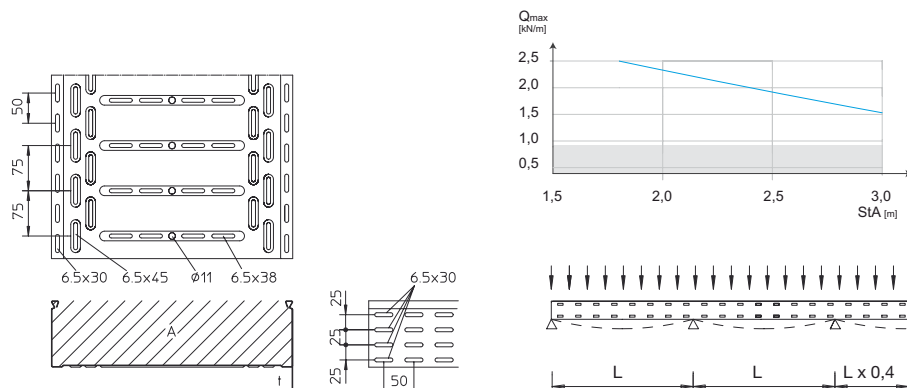 50
75
75
6.5x30
6.5x45
ϕ11
6.5x38
A
t
6.5x30
25
25
25
50
Qmax
[kN/m]
2,5
2,0
1,5
1,0
0,5
1,5
2,0
2,5
3,0
StA [m]
L
L
L x 0,4